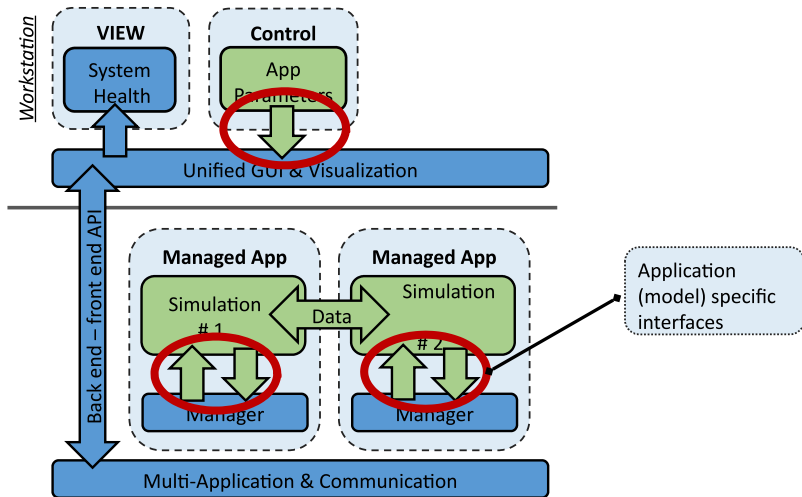 Workstation
VIEW
System
Health
Control
App
Parameters
Unified GUI & Visualization
Back end – front end API
Managed App
Simulation
# 1
Data
Managed App
Simulation
# 2
Manager
Manager
Application
(model) specific
interfaces
Multi-Application & Communication